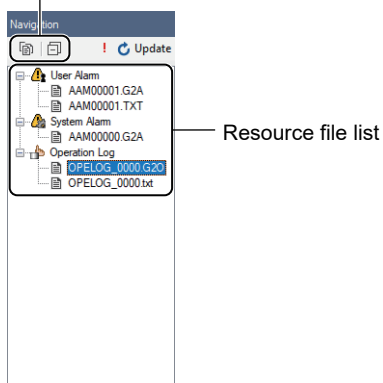 Navigation
! Update
User Alarm
AAM00001.G2A
AAM00001.TXT
System Alarm
AAM00000.G2A
Operation Log
OPELOG_0000.G2O
OPELOG_0000.txt
Resource file list